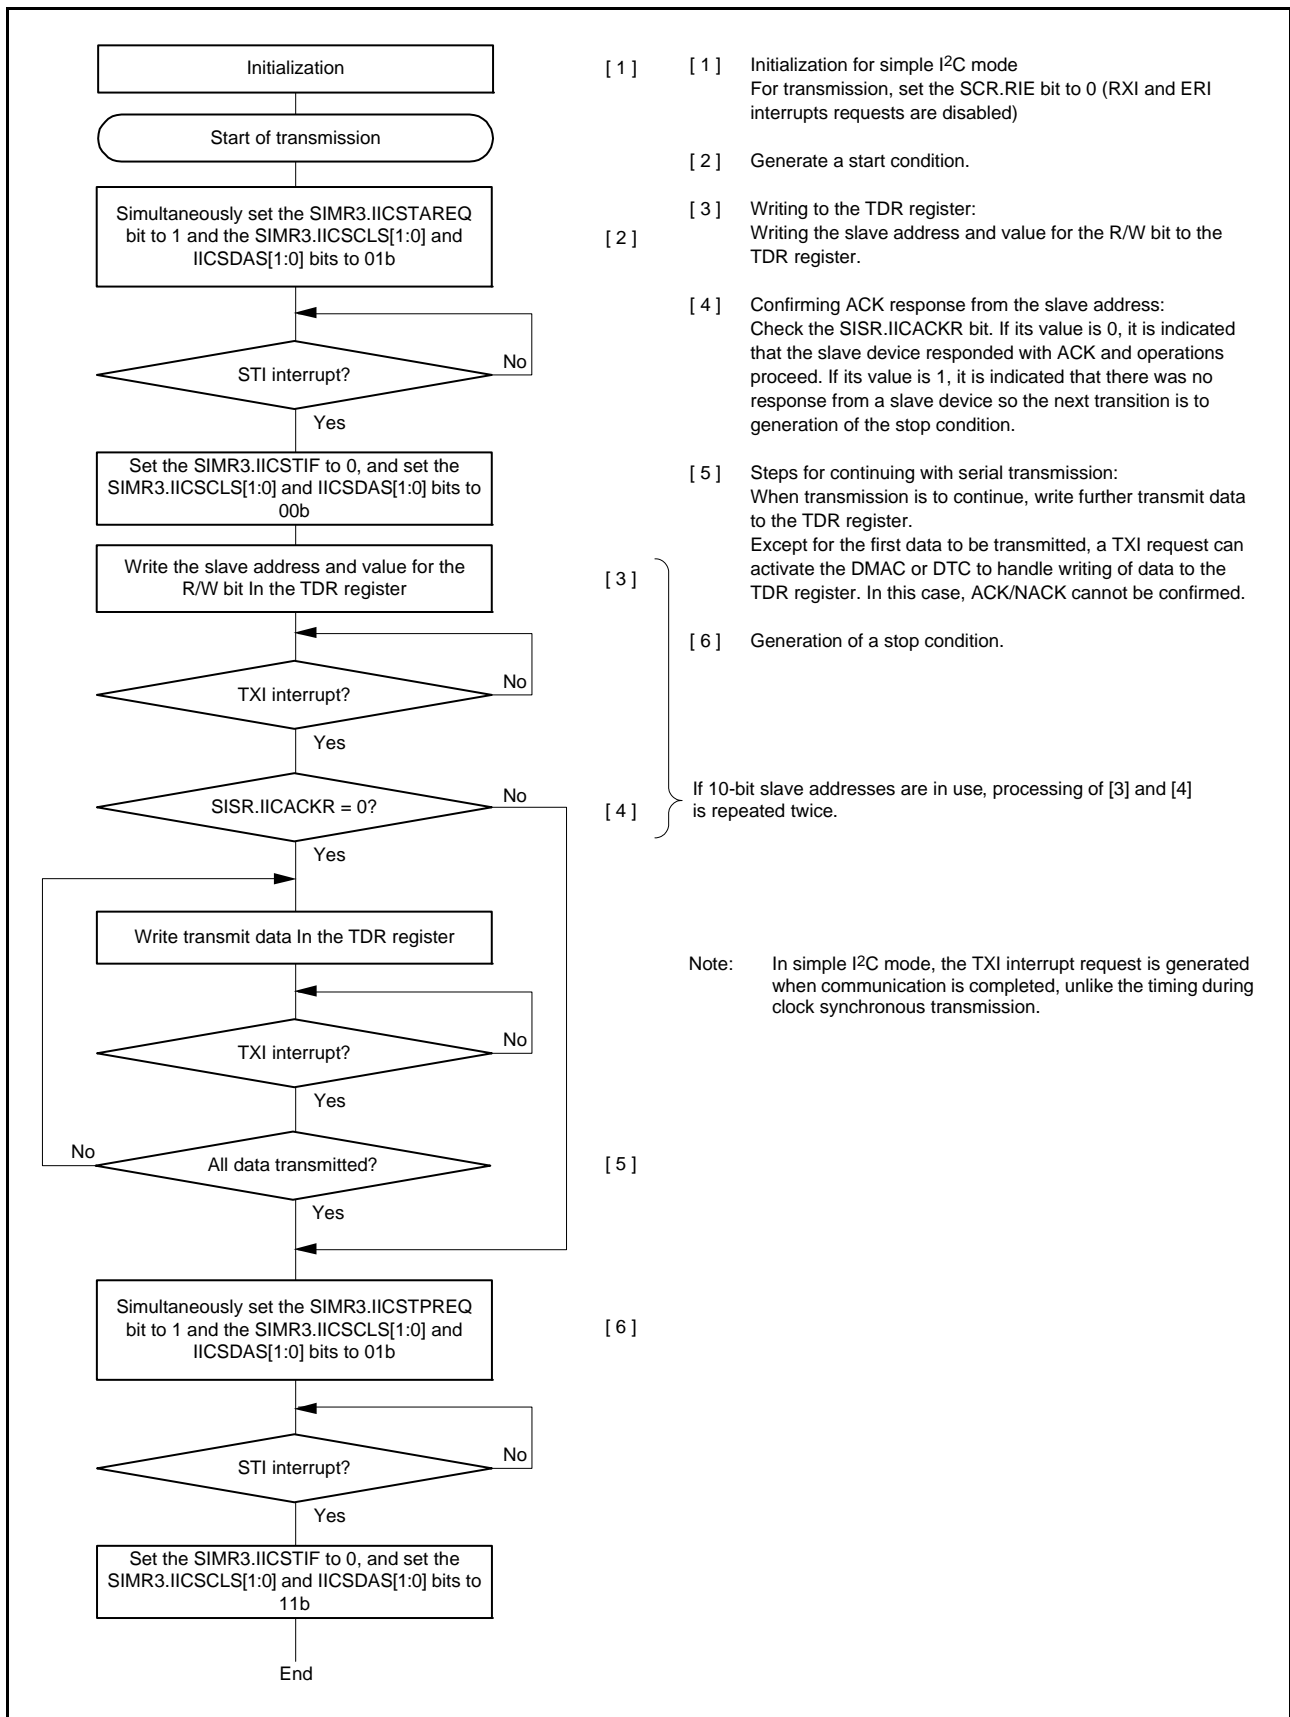 Initialization
[ 1 ]
Start of transmission
Simultaneously set the SIMR3.IICSTAREQ
bit to 1 and the SIMR3.IICSCLS[1:0] and
IICSDAS[1:0] bits to 01b
[ 2 ]
STI interrupt?
No
Yes
Set the SIMR3.IICSTIF to 0, and set the
SIMR3.IICSCLS[1:0] and IICSDAS[1:0] bits to
00b
Write the slave address and value for the
R/W bit In the TDR register
[ 3 ]
TXI interrupt?
No
Yes
SISR.IICACKR = 0?
No
[ 4 ]
Yes
Write transmit data In the TDR register
TXI interrupt?
No
Yes
No
All data transmitted?
[ 5 ]
Yes
Simultaneously set the SIMR3.IICSTPREQ
bit to 1 and the SIMR3.IICSCLS[1:0] and
IICSDAS[1:0] bits to 01b
[ 6 ]
STI interrupt?
No
Yes
Set the SIMR3.IICSTIF to 0, and set the
SIMR3.IICSCLS[1:0] and IICSDAS[1:0] bits to
11b
End
[ 1 ] Initialization for simple I2C mode
For transmission, set the SCR.RIE bit to 0 (RXI and ERI
interrupts requests are disabled)
[ 2 ] Generate a start condition.
[ 3 ] Writing to the TDR register:
Writing the slave address and value for the R/W bit to the
TDR register.
[ 4 ] Confirming ACK response from the slave address:
Check the SISR.IICACKR bit. If its value is 0, it is indicated
that the slave device responded with ACK and operations
proceed. If its value is 1, it is indicated that there was no
response from a slave device so the next transition is to
generation of the stop condition.
[ 5 ] Steps for continuing with serial transmission:
When transmission is to continue, write further transmit data
to the TDR register.
Except for the first data to be transmitted, a TXI request can
activate the DMAC or DTC to handle writing of data to the
TDR register. In this case, ACK/NACK cannot be confirmed.
[ 6 ] Generation of a stop condition.
If 10-bit slave addresses are in use, processing of [3] and [4]
is repeated twice.
Note: In simple I2C mode, the TXI interrupt request is generated
when communication is completed, unlike the timing during
clock synchronous transmission.